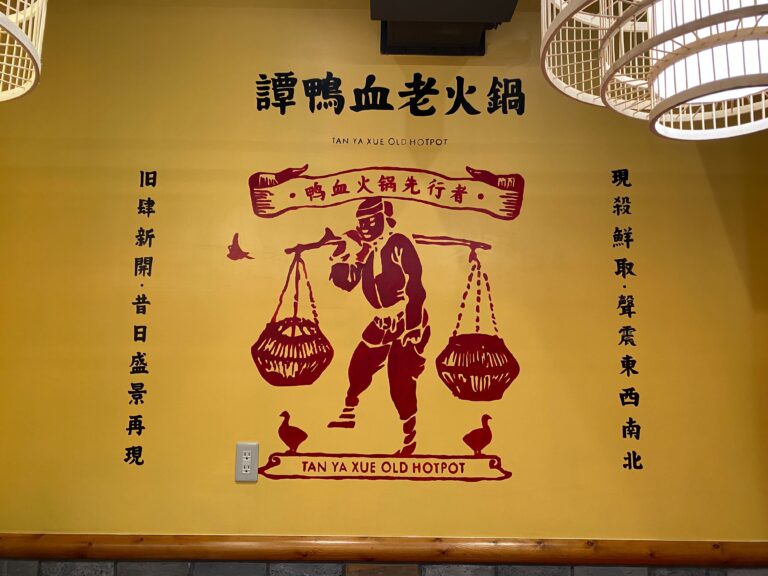 譚鴨血老火鍋
TAN YA XUE OLD HOTPOT
·鸭血火锅先行者·
現殺鮮取·聲震東西南北
旧肆新開·昔日盛景再現
TAN YA XUE OLD HOTPOT